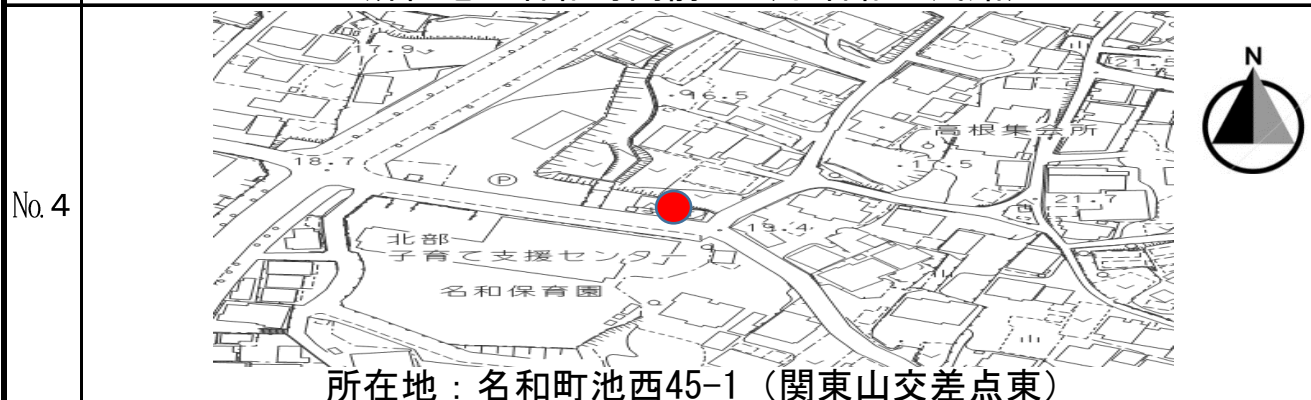 17.9
16.5
21.5
N
高根集会所
18.7
17.5
P
No.4
21.7
19.4
北部
子育て支援センター
名和保育園
所在地：名和町池西45-1（関東山交差点東）